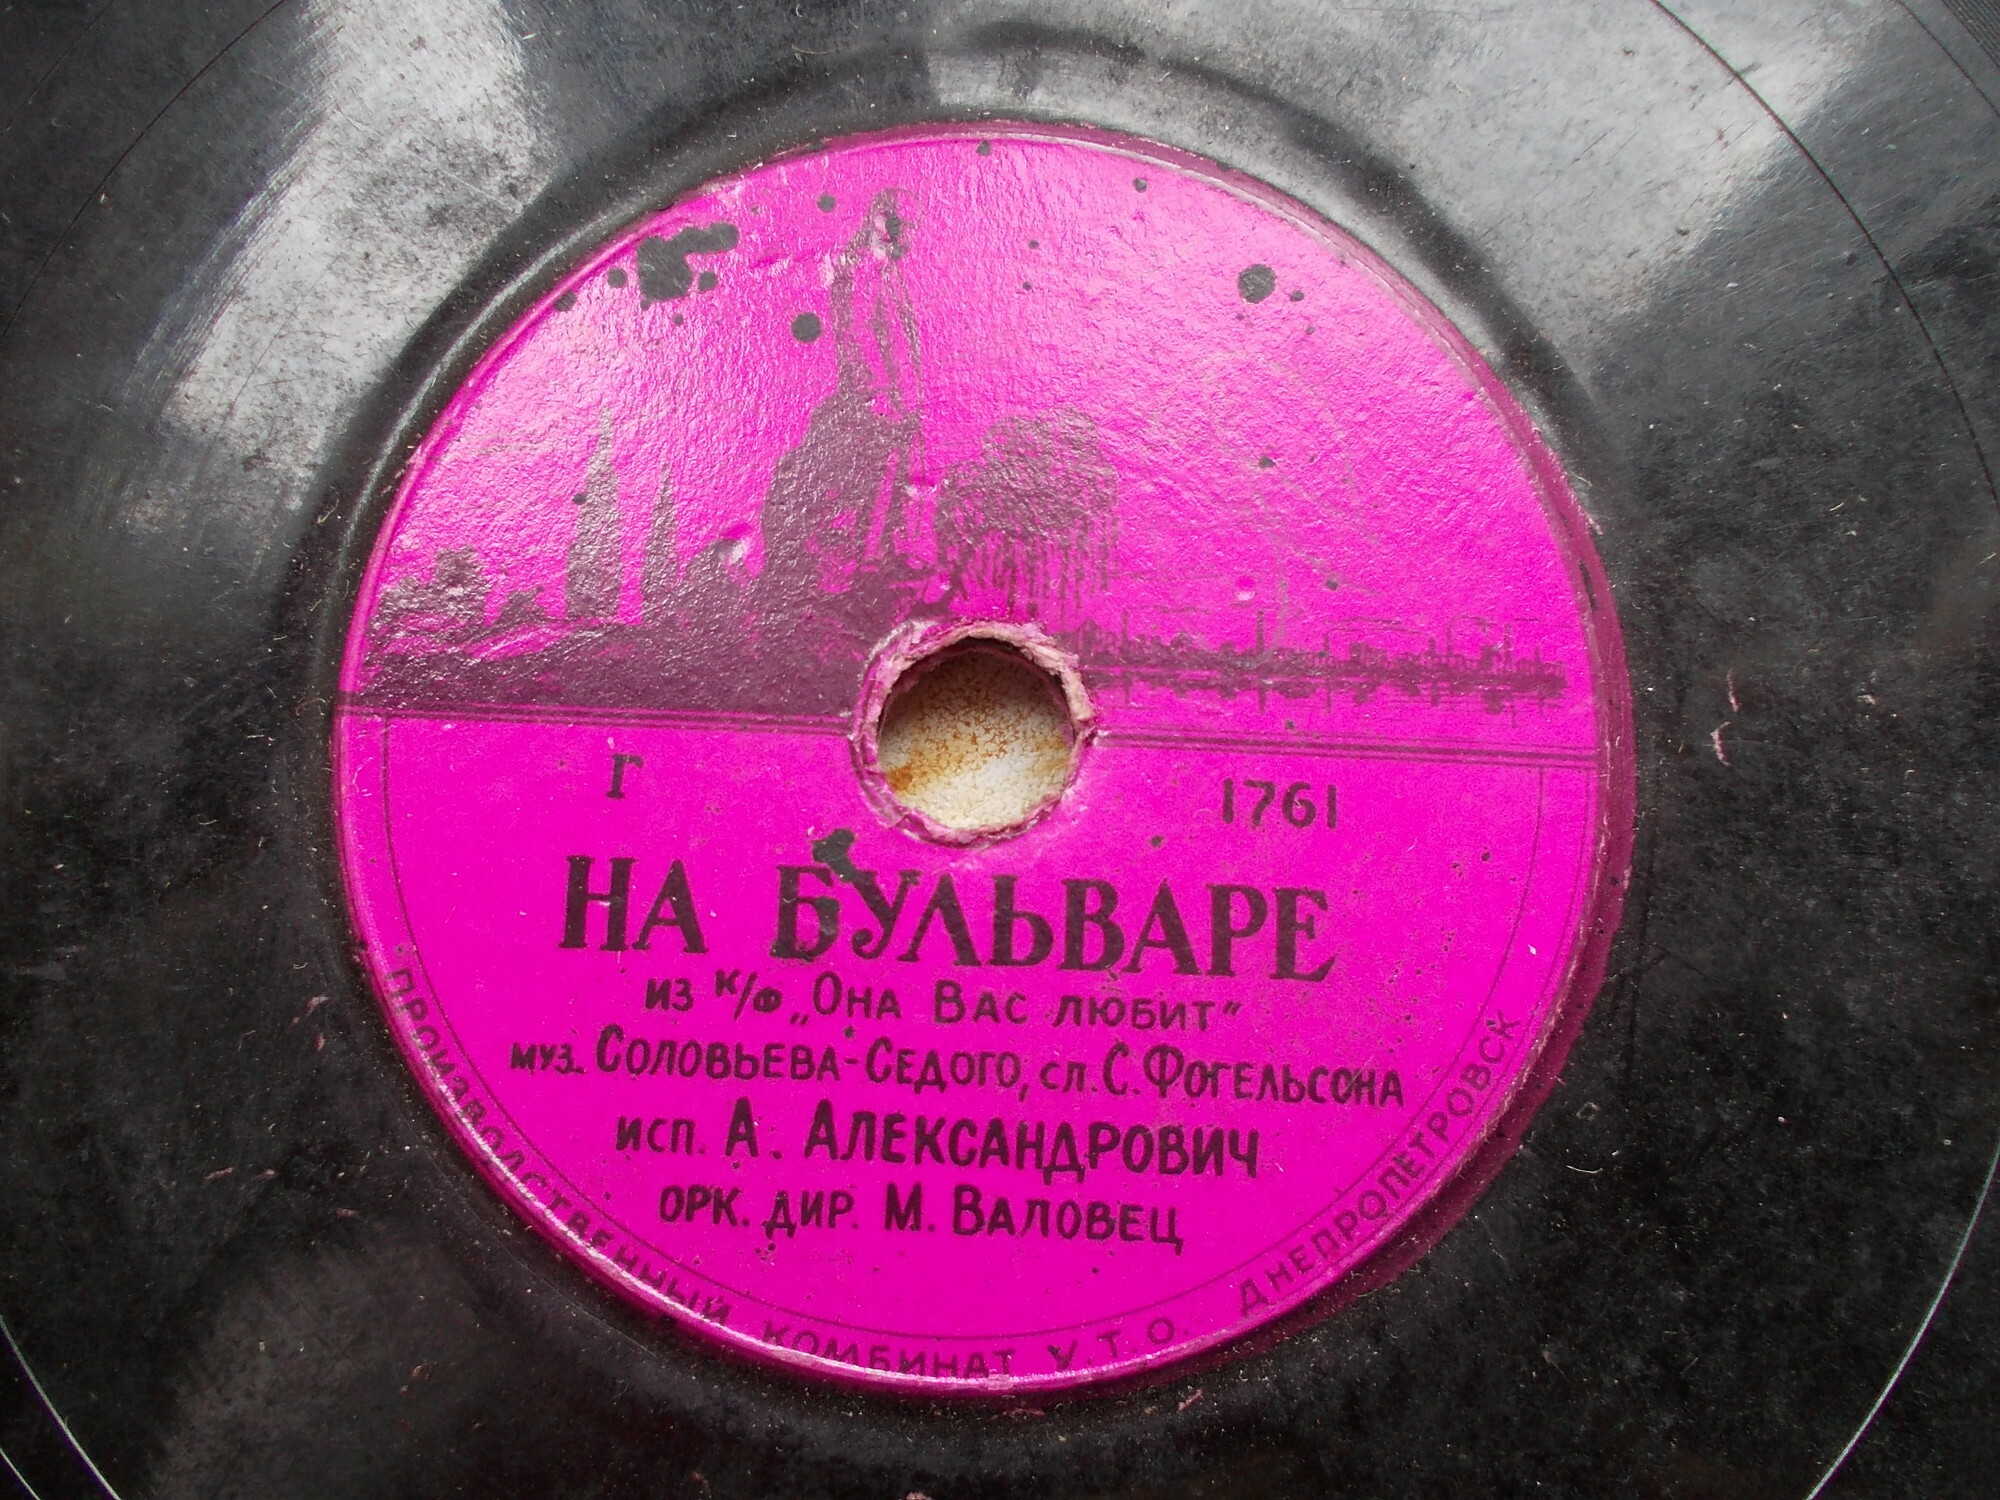 Г 1761
НА БУЛЬВАРЕ
ИЗ К/Ф „ОНА ВАС ЛЮБИТ“
МУЗ. СОЛОВЬЕВА-СЕДОГО, СЛ. С. ФОГЕЛЬСОНА
ИСП. А. АЛЕКСАНДРОВИЧ
ОРК. ДИР. М. ВАЛОВЕЦ
ПРОИЗВОДСТВЕННЫЙ КОМБИНАТ У.Т.О. ДНЕПРОПЕТРОВСК